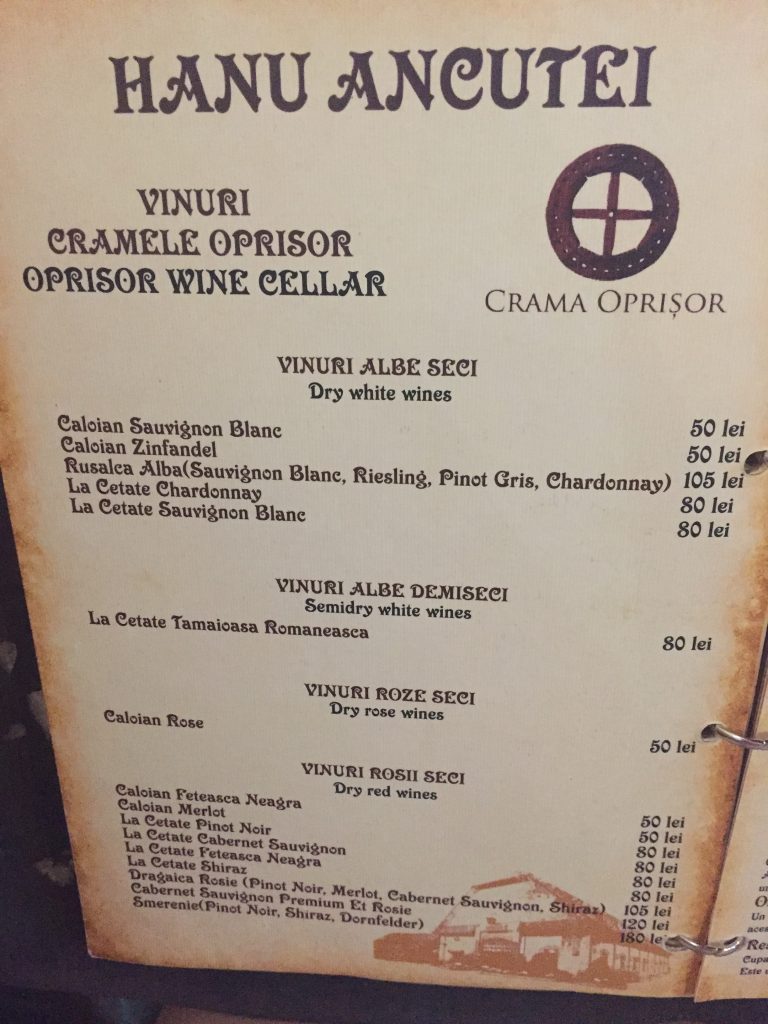 HANU ANCUTEI
VINURI
CRAMELE OPRISOR
OPRISOR WINE CELLAR
CRAMA OPRIȘOR
VINURI ALBE SECI
Dry white wines
Caloian Sauvignon Blanc 50 lei
Caloian Zinfandel 50 lei
Rusalca Alba(Sauvignon Blanc, Riesling, Pinot Gris, Chardonnay) 105 lei
La Cetate Chardonnay 80 lei
La Cetate Sauvignon Blanc 80 lei
VINURI ALBE DEMISECI
Semidry white wines
La Cetate Tamaioasa Romaneasca 80 lei
VINURI ROZE SECI
Dry rose wines
Caloian Rose 50 lei
VINURI ROSII SECI
Dry red wines
Caloian Feteasca Neagra 50 lei
Caloian Merlot 50 lei
La Cetate Pinot Noir 80 lei
La Cetate Cabernet Sauvignon 80 lei
La Cetate Feteasca Neagra 80 lei
La Cetate Shiraz 80 lei
Dragaica Rosie (Pinot Noir, Merlot, Cabernet Sauvignon, Shiraz) 105 lei
Cabernet Sauvignon Premium Et Rosie 120 lei
Smerenie(Pinot Noir, Shiraz, Dornfelder) 180 le
Un
aces
Cupa
Este